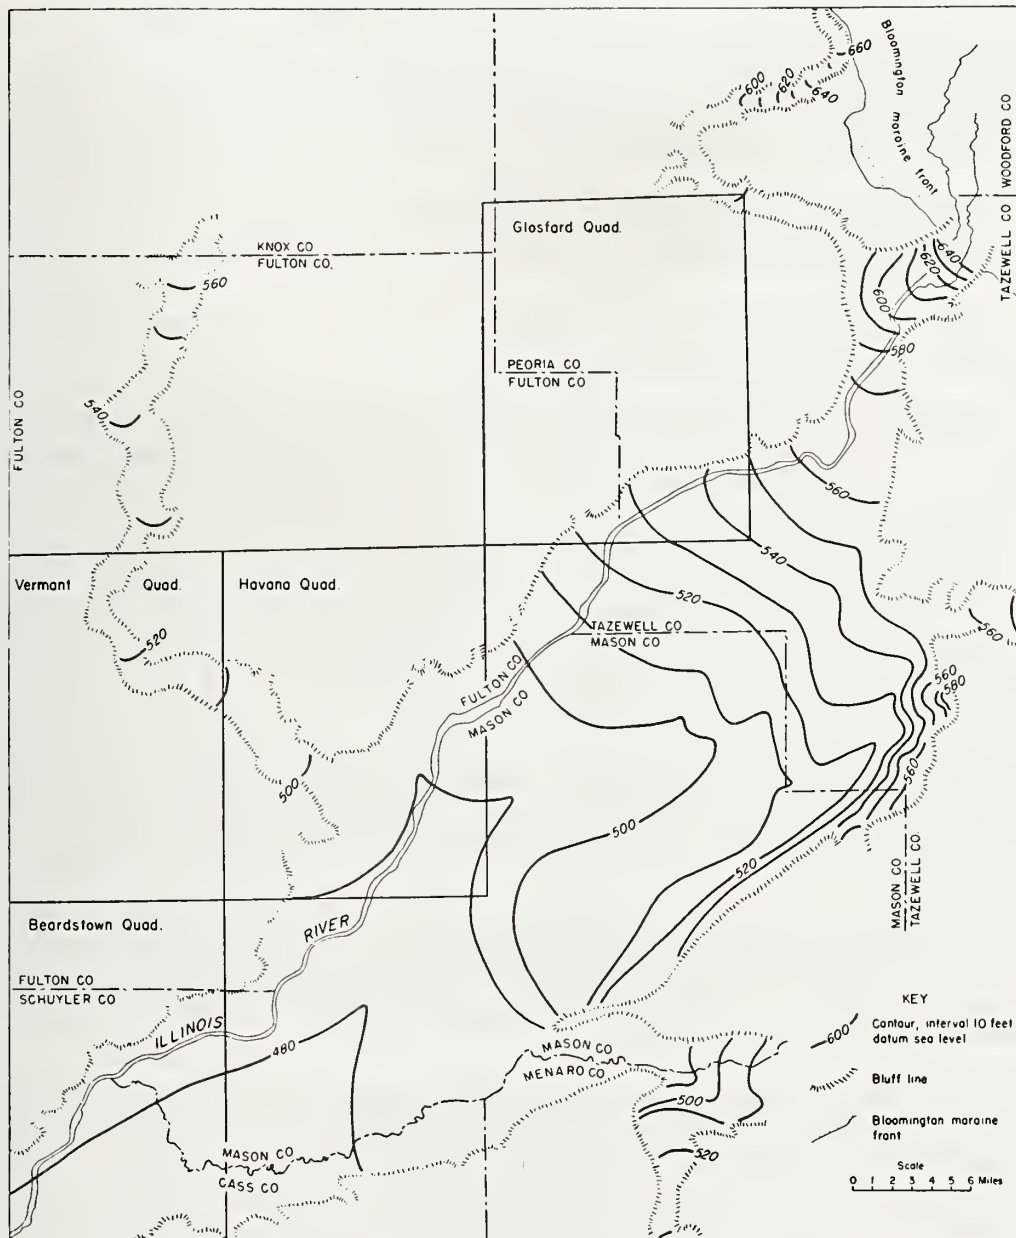 660
600
620
640
Bloomington moraine front
WOODFORD CO
TAZEWELL CO
Glasford Quad.
KNOX CO
FULTON CO.
560
640
620
600
580
PEORIA CO
FULTON CO
540
FULTON CO
560
540
Vermont Quad.
Havana Quad.
520
TAZEWELL CO
MASON CO
520
560
FULTON CO
MASON CO
560
580
500
560
500
520
MASON CO
TAZEWELL CO.
Beardstown Quad.
RIVER
FULTON CO
SCHUYLER CO
ILLINOIS
480
MASON CO
MENARD CO.
500
520
MASON CO
CASS CO
KEY
600
Contour, interval 10 feet
datum sea level
Bluff line
Bloomington moraine
front
Scale
0 1 2 3 4 5 6 Miles